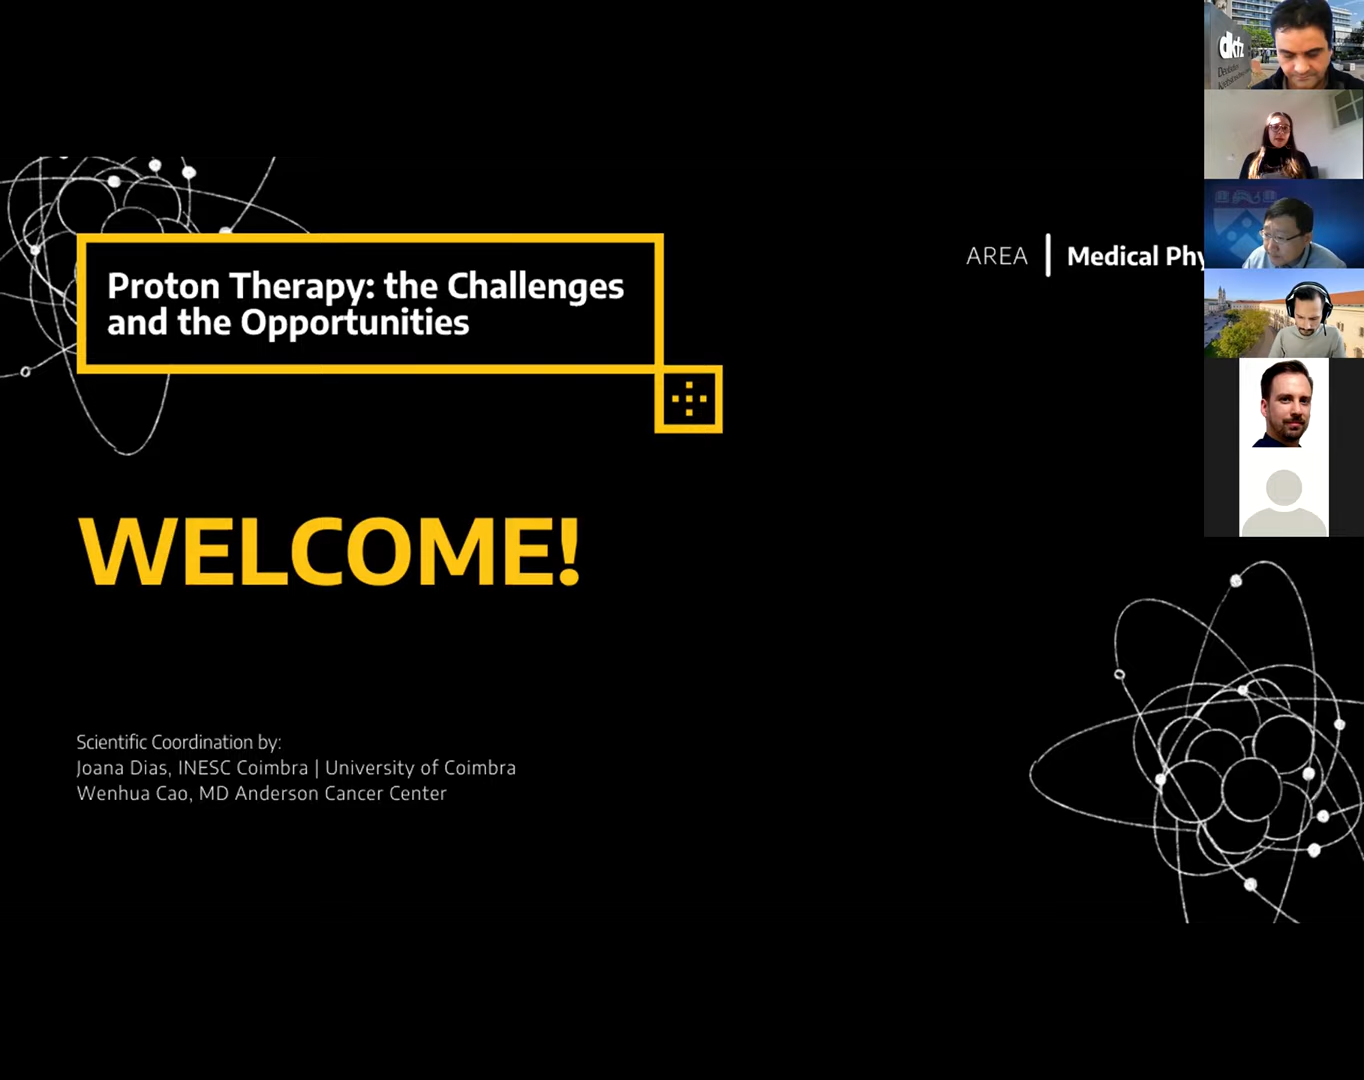 Proton Therapy: the Challenges
and the Opportunities
AREA | Medical Phy
WELCOME!
Scientific Coordination by:
Joana Dias, INESC Coimbra | University of Coimbra
Wenhua Cao, MD Anderson Cancer Center
dkfz